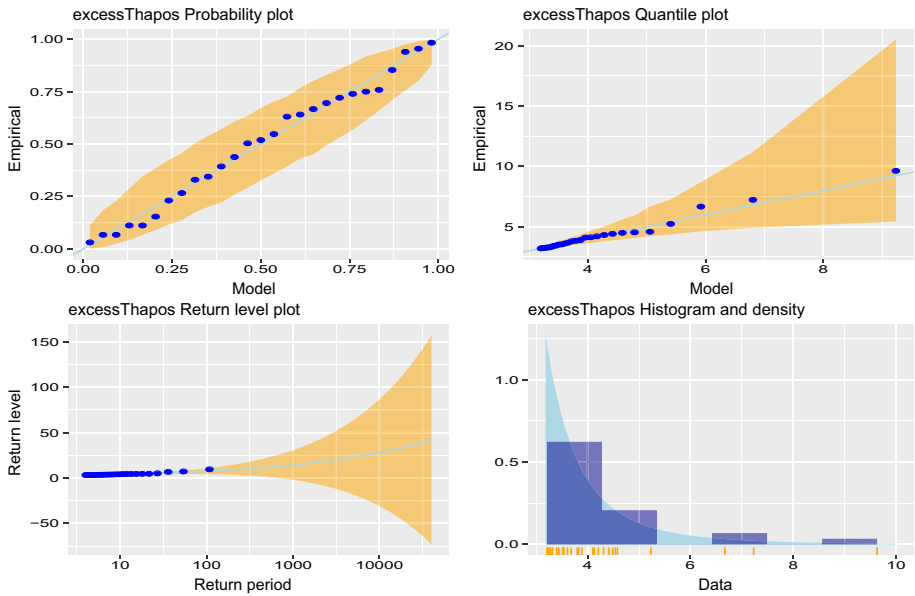 excessThapos Probability plot
1.00
0.75
0.50
0.25
0.00
Empirical
0.00 0.25 0.50 0.75 1.00
Model
excessThapos Quantile plot
20
15
10
5
Empirical
4 6 8
Model
excessThapos Return level plot
150
100
50
0
−50
Return level
10 100 1000 10000
Return period
excessThapos Histogram and density
1.0
0.5
0.0
4 6 8 10
Data